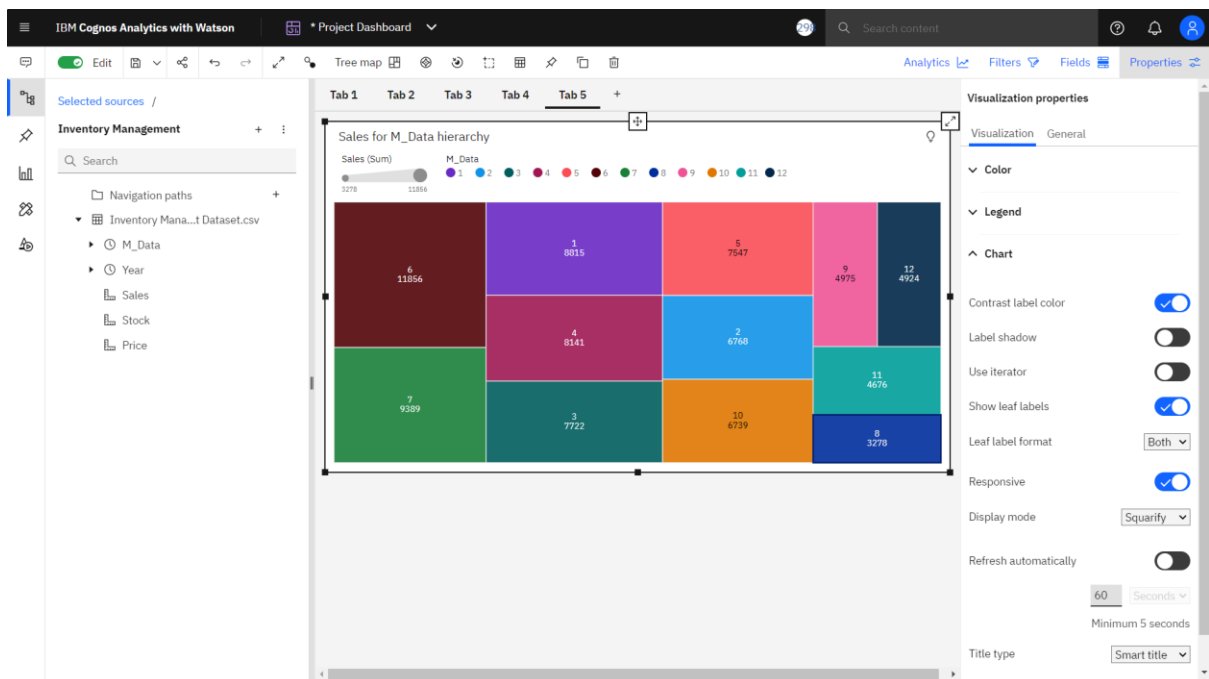 IBM Cognos Analytics with Watson
* Project Dashboard
Search content
Edit
Tree map
Analytics
Filters
Fields
Properties
Selected sources /
Inventory Management
Search
Navigation paths
Inventory Mana...t Dataset.csv
M_Data
Year
Sales
Stock
Price
Tab 1
Tab 2
Tab 3
Tab 4
Tab 5
Sales for M_Data hierarchy
Sales (Sum)
3278
11856
M_Data
1 2 3 4 5 6 7 8 9 10 11 12
6
11856
7
9389
1
8815
4
8141
3
7722
5
7547
2
6768
10
6739
9
4975
12
4924
11
4676
8
3278
Visualization properties
Visualization
General
Color
Legend
Chart
Contrast label color
Label shadow
Use iterator
Show leaf labels
Leaf label format
Both
Responsive
Display mode
Squarify
Refresh automatically
60
Seconds
Minimum 5 seconds
Title type
Smart title